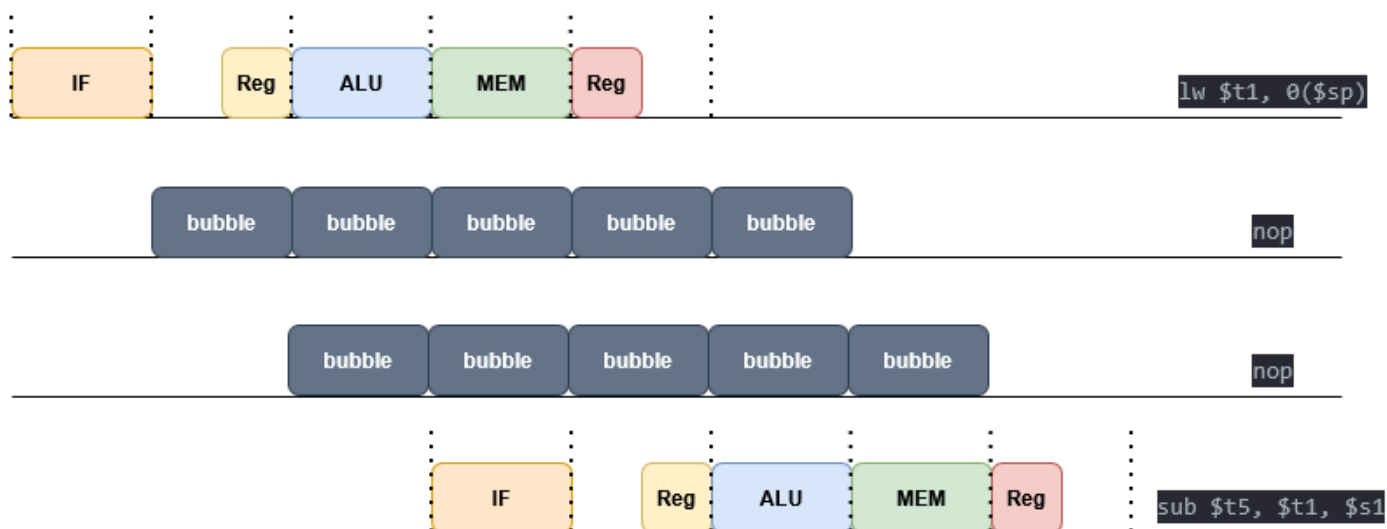 IF Reg ALU MEM Reg lw $t1, 0($sp)
bubble bubble bubble bubble bubble nop
bubble bubble bubble bubble bubble nop
IF Reg ALU MEM Reg sub $t5, $t1, $s1